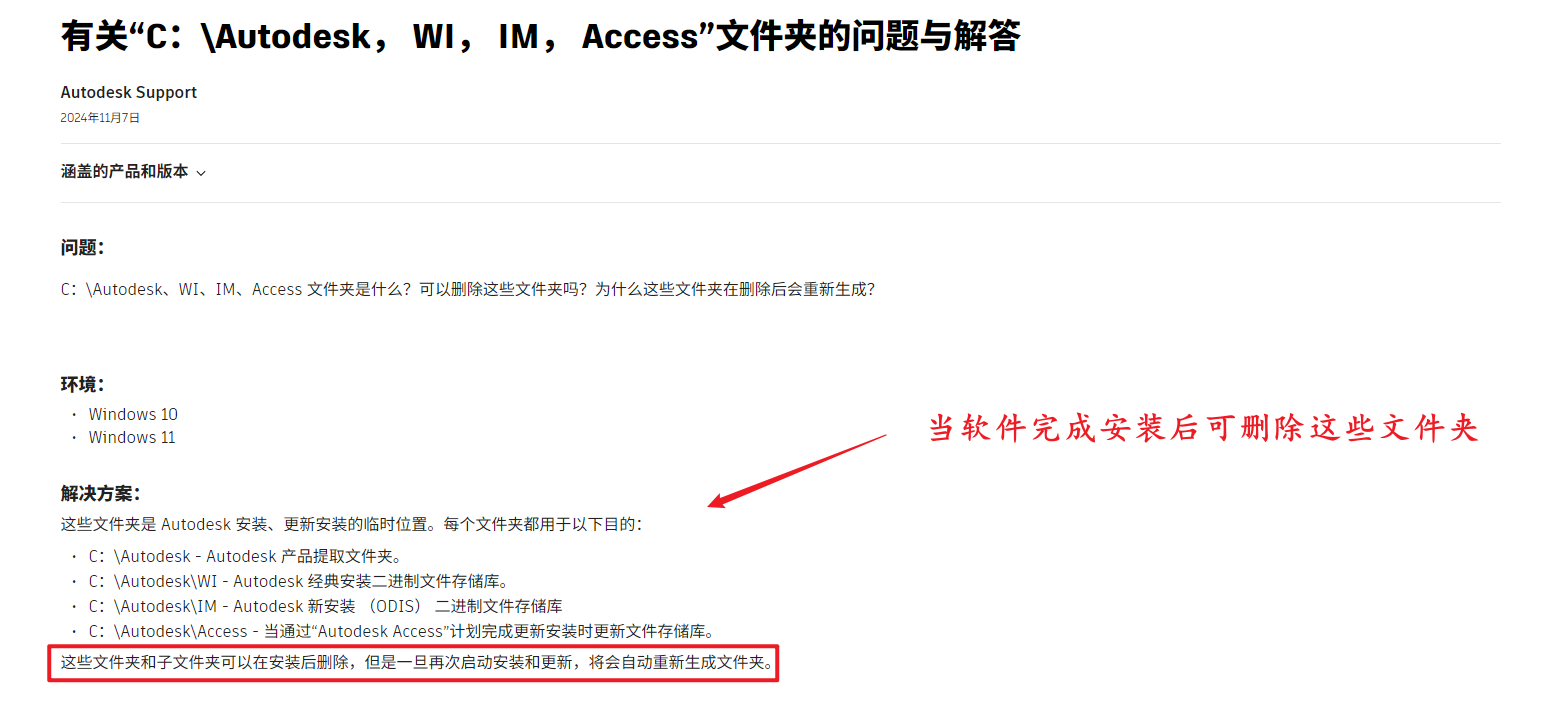 有关“C：\Autodesk， WI， IM， Access”文件夹的问题与解答
Autodesk Support
2024年11月7日
涵盖的产品和版本
问题：
C：\Autodesk、WI、IM、Access 文件夹是什么？可以删除这些文件夹吗？为什么这些文件夹在删除后会重新生成？
环境：
· Windows 10
· Windows 11
当软件完成安装后可删除这些文件夹
解决方案：
这些文件夹是 Autodesk 安装、更新安装的临时位置。每个文件夹都用于以下目的：
· C：\Autodesk - Autodesk 产品提取文件夹。
· C：\Autodesk\WI - Autodesk 经典安装二进制文件存储库。
· C：\Autodesk\IM - Autodesk 新安装 （ODIS） 二进制文件存储库
· C：\Autodesk\Access - 当通过“Autodesk Access”计划完成更新安装时更新文件存储库。
这些文件夹和子文件夹可以在安装后删除，但是一旦再次启动安装和更新，将会自动重新生成文件夹。